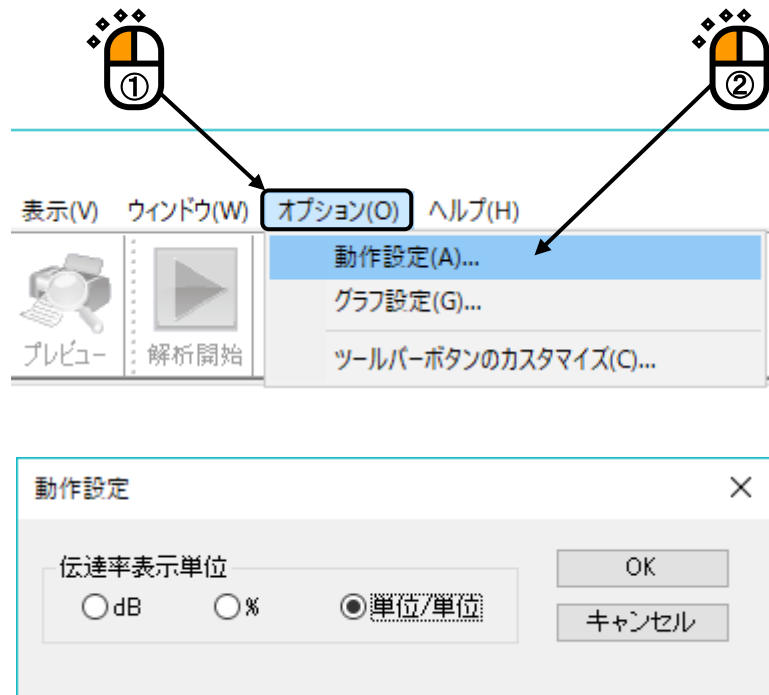 ① ②
表示(V) ウィンドウ(W) オプション(O) ヘルプ(H)
動作設定(A)...
グラフ設定(G)...
プレビュー 解析開始 ツールバーボタンのカスタマイズ(C)...
動作設定
伝達率表示単位 OK
dB % 単位/単位 キャンセル